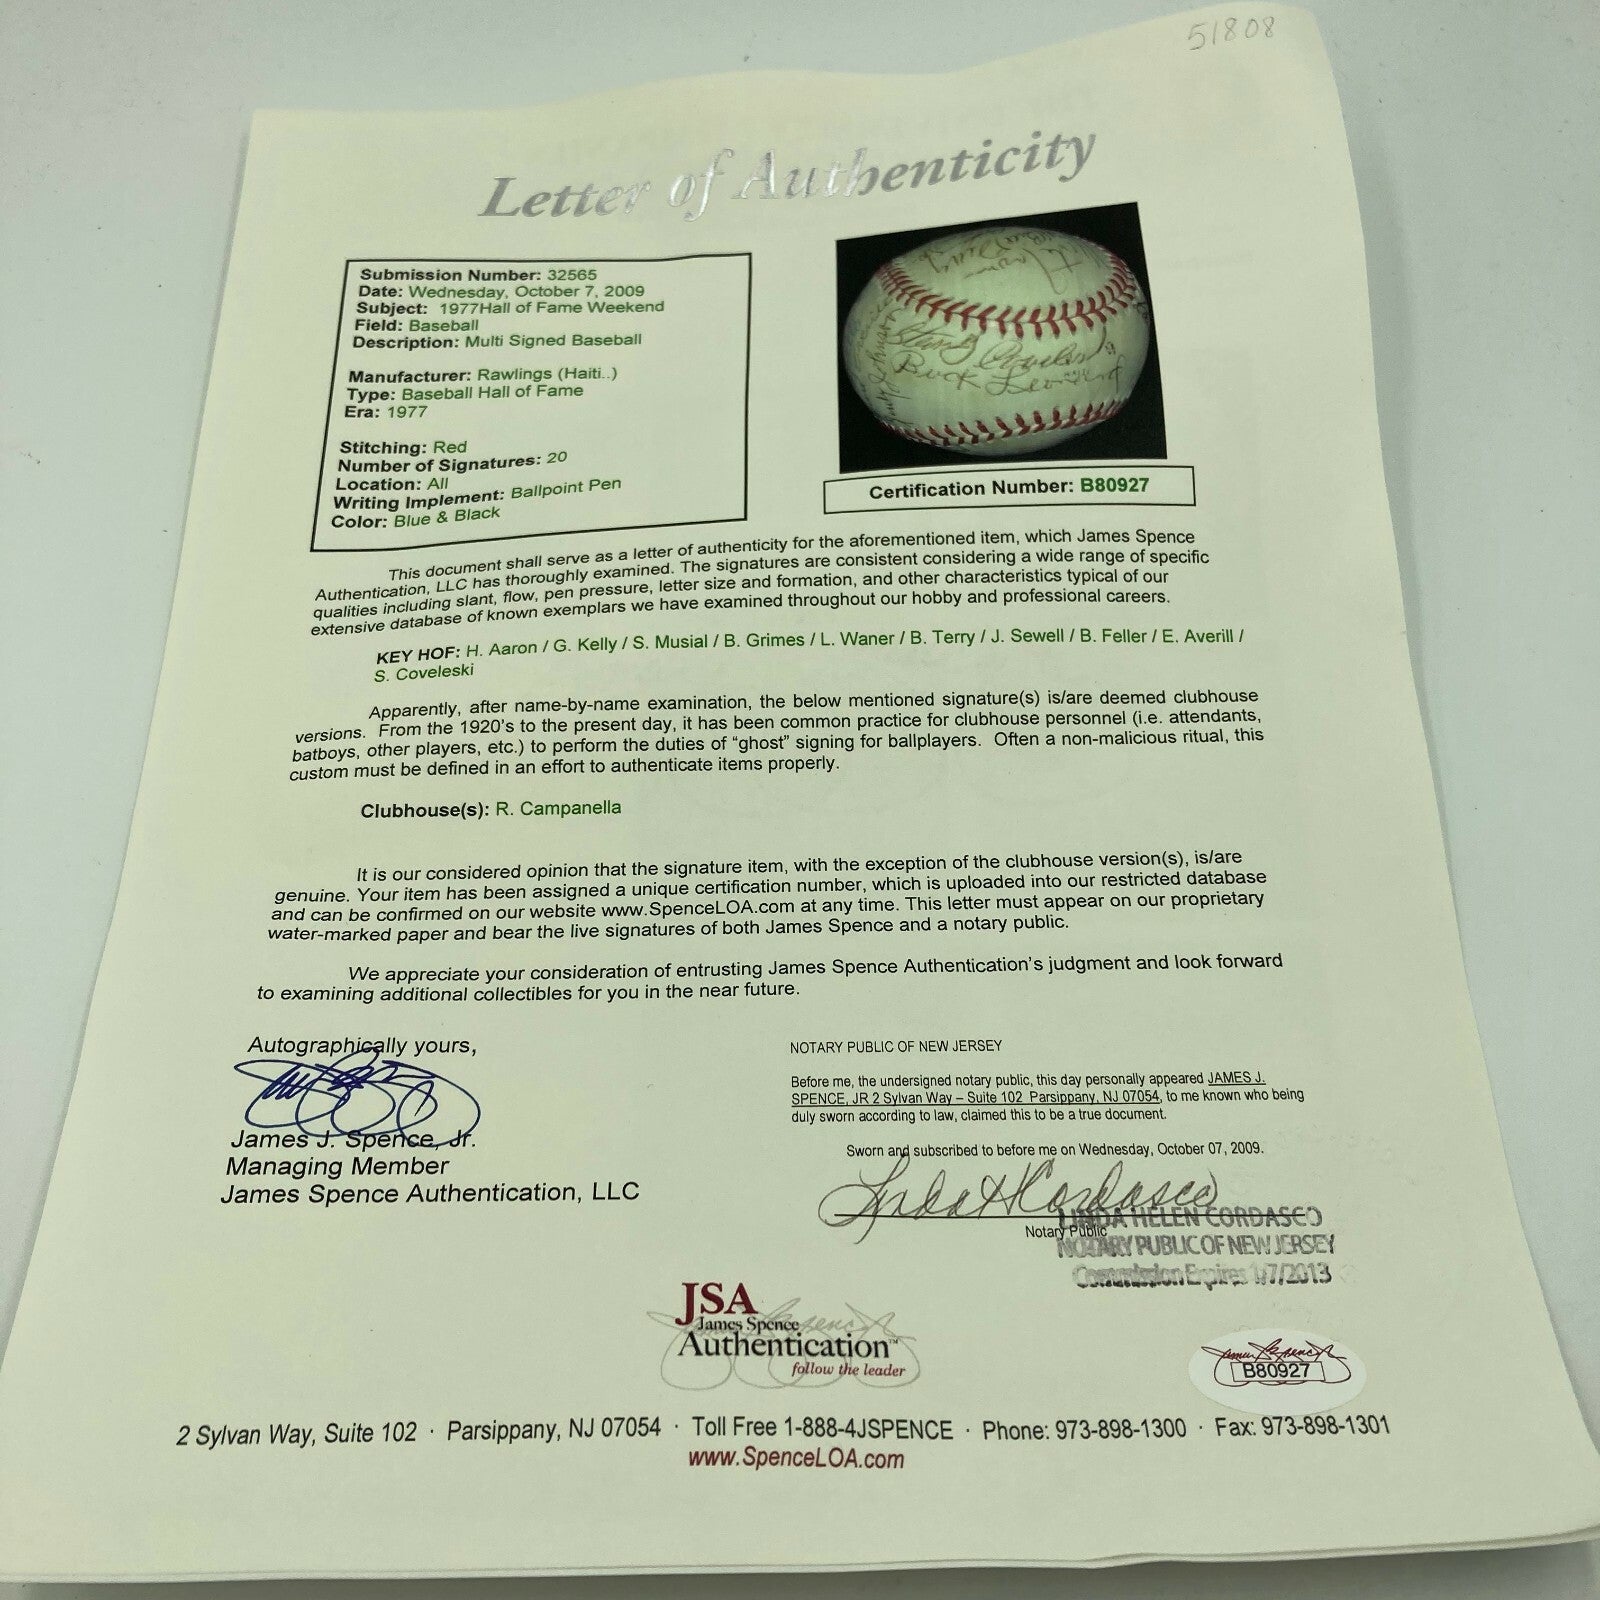 51808
Letter of Authenticity
Submission Number: 32565
Date: Wednesday, October 7, 2009
Subject: 1977Hall of Fame Weekend
Field: Baseball
Description: Multi Signed Baseball
Manufacturer: Rawlings (Haiti..)
Type: Baseball Hall of Fame
Era: 1977
Stitching: Red
Number of Signatures: 20
Location: All
Writing Implement: Ballpoint Pen
Color: Blue & Black
Buck Leonard
Certification Number: B80927
This document shall serve as a letter of authenticity for the aforementioned item, which James Spence
Authentication, LLC has thoroughly examined. The signatures are consistent considering a wide range of specific
qualities including slant, flow, pen pressure, letter size and formation, and other characteristics typical of our
extensive database of known exemplars we have examined throughout our hobby and professional careers.
KEY HOF: H. Aaron / G. Kelly / S. Musial / B. Grimes / L. Waner / B. Terry / J. Sewell / B. Feller / E. Averill /
S. Coveleski
Apparently, after name-by-name examination, the below mentioned signature(s) is/are deemed clubhouse
versions. From the 1920's to the present day, it has been common practice for clubhouse personnel (i.e. attendants,
batboys, other players, etc.) to perform the duties of “ghost” signing for ballplayers. Often a non-malicious ritual, this
custom must be defined in an effort to authenticate items properly.
Clubhouse(s): R. Campanella
It is our considered opinion that the signature item, with the exception of the clubhouse version(s), is/are
genuine. Your item has been assigned a unique certification number, which is uploaded into our restricted database
and can be confirmed on our website www.SpenceLOA.com at any time. This letter must appear on our proprietary
water-marked paper and bear the live signatures of both James Spence and a notary public.
We appreciate your consideration of entrusting James Spence Authentication's judgment and look forward
to examining additional collectibles for you in the near future.
Autographically yours,
James J. Spence, Jr.
Managing Member
James Spence Authentication, LLC
NOTARY PUBLIC OF NEW JERSEY
Before me, the undersigned notary public, this day personally appeared JAMES J.
SPENCE, JR 2 Sylvan Way – Suite 102 Parsippany, NJ 07054, to me known who being
duly sworn according to law, claimed this to be a true document.
Sworn and subscribed to before me on Wednesday, October 07, 2009.
Linda H Cordasco
Notary Public
LINDA HELEN CORDASCO
NOTARY PUBLIC OF NEW JERSEY
Commission Expires 1/7/2013
JSA
James Spence
Authentication™
follow the leader
B80927
2 Sylvan Way, Suite 102 · Parsippany, NJ 07054 · Toll Free 1-888-4JSPENCE · Phone: 973-898-1300 · Fax: 973-898-1301
www.SpenceLOA.com